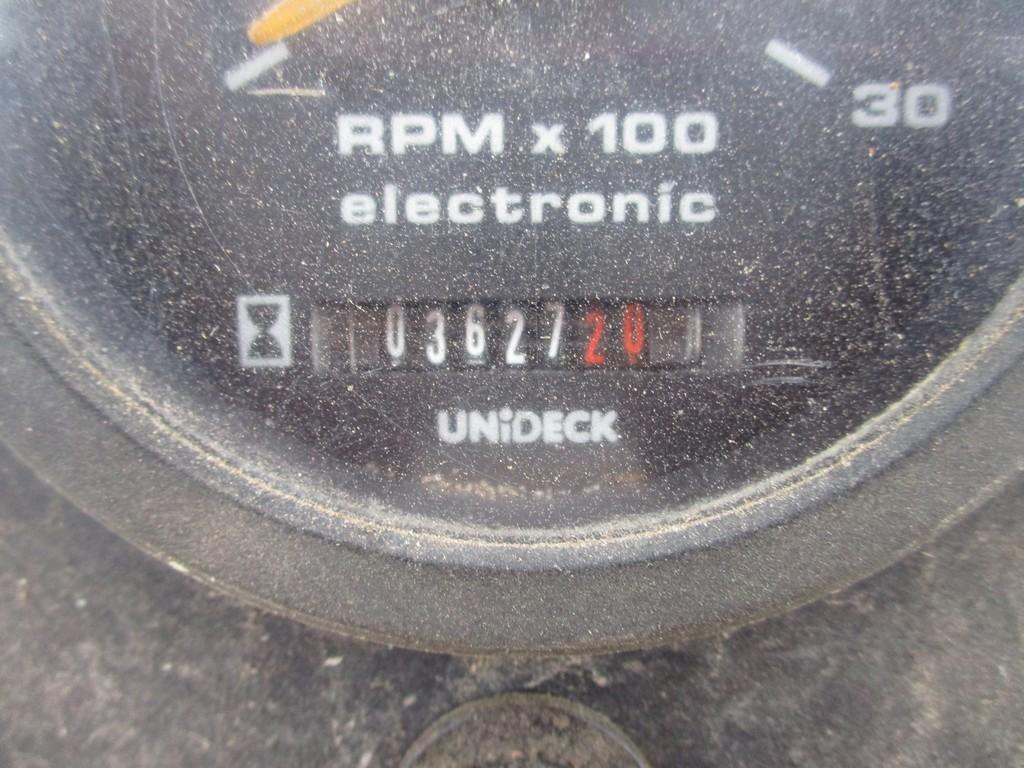 30
RPM x 100
electronic
0362720
UNiDECK